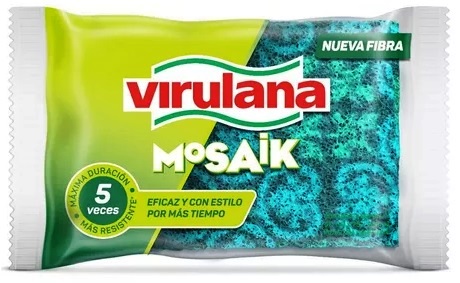 NUEVA FIBRA
virulana
MoSAiK
MÁXIMA DURACIÓN
5
veces
MÁS RESISTENTE*
EFICAZ Y CON ESTILO
POR MÁS TIEMPO